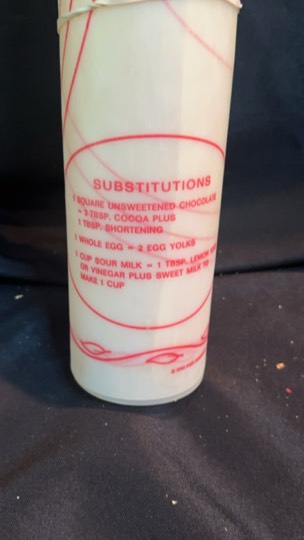 SUBSTITUTIONS
1 SQUARE UNSWEETENED CHOCOLATE
= 3 TBSP. COCOA PLUS
1 TBSP. SHORTENING
1 WHOLE EGG = 2 EGG YOLKS
1 CUP SOUR MILK = 1 TBSP. LEMON
OR VINEGAR PLUS SWEET MILK TO
MAKE 1 CUP